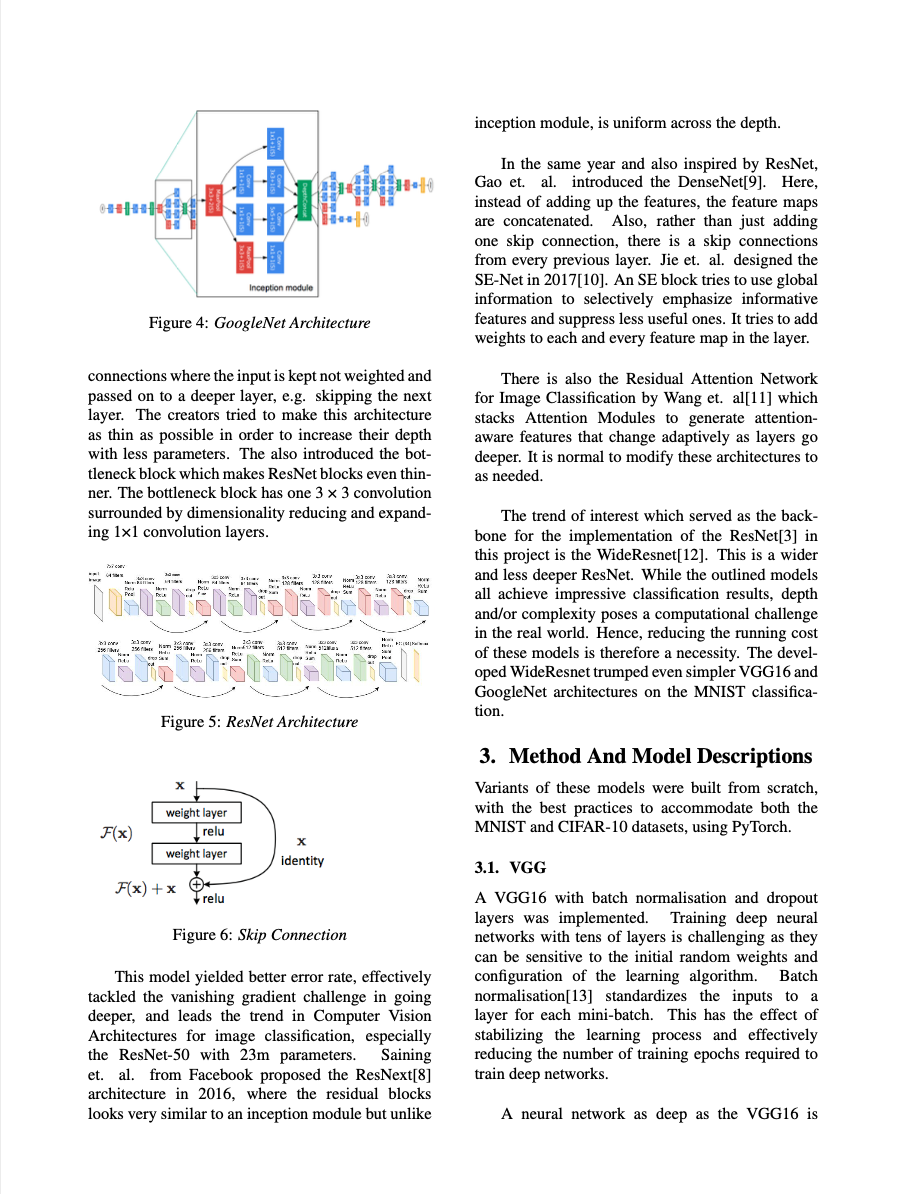 Inception module
Figure 4: GoogleNet Architecture
connections where the input is kept not weighted and
passed on to a deeper layer, e.g. skipping the next
layer. The creators tried to make this architecture
as thin as possible in order to increase their depth
with less parameters. The also introduced the bot-
tleneck block which makes ResNet blocks even thin-
ner. The bottleneck block has one 3 × 3 convolution
surrounded by dimensionality reducing and expand-
ing 1×1 convolution layers.
Figure 5: ResNet Architecture
x
weight layer
F(x)
relu
weight layer
x
identity
F(x) + x
relu
Figure 6: Skip Connection
This model yielded better error rate, effectively
tackled the vanishing gradient challenge in going
deeper, and leads the trend in Computer Vision
Architectures for image classification, especially
the ResNet-50 with 23m parameters. Saining
et. al. from Facebook proposed the ResNext[8]
architecture in 2016, where the residual blocks
looks very similar to an inception module but unlike
inception module, is uniform across the depth.
In the same year and also inspired by ResNet,
Gao et. al. introduced the DenseNet[9]. Here,
instead of adding up the features, the feature maps
are concatenated. Also, rather than just adding
one skip connection, there is a skip connections
from every previous layer. Jie et. al. designed the
SE-Net in 2017[10]. An SE block tries to use global
information to selectively emphasize informative
features and suppress less useful ones. It tries to add
weights to each and every feature map in the layer.
There is also the Residual Attention Network
for Image Classification by Wang et. al[11] which
stacks Attention Modules to generate attention-
aware features that change adaptively as layers go
deeper. It is normal to modify these architectures to
as needed.
The trend of interest which served as the back-
bone for the implementation of the ResNet[3] in
this project is the WideResnet[12]. This is a wider
and less deeper ResNet. While the outlined models
all achieve impressive classification results, depth
and/or complexity poses a computational challenge
in the real world. Hence, reducing the running cost
of these models is therefore a necessity. The devel-
oped WideResnet trumped even simpler VGG16 and
GoogleNet architectures on the MNIST classifica-
tion.
3. Method And Model Descriptions
Variants of these models were built from scratch,
with the best practices to accommodate both the
MNIST and CIFAR-10 datasets, using PyTorch.
3.1. VGG
A VGG16 with batch normalisation and dropout
layers was implemented. Training deep neural
networks with tens of layers is challenging as they
can be sensitive to the initial random weights and
configuration of the learning algorithm. Batch
normalisation[13] standardizes the inputs to a
layer for each mini-batch. This has the effect of
stabilizing the learning process and effectively
reducing the number of training epochs required to
train deep networks.
A neural network as deep as the VGG16 is